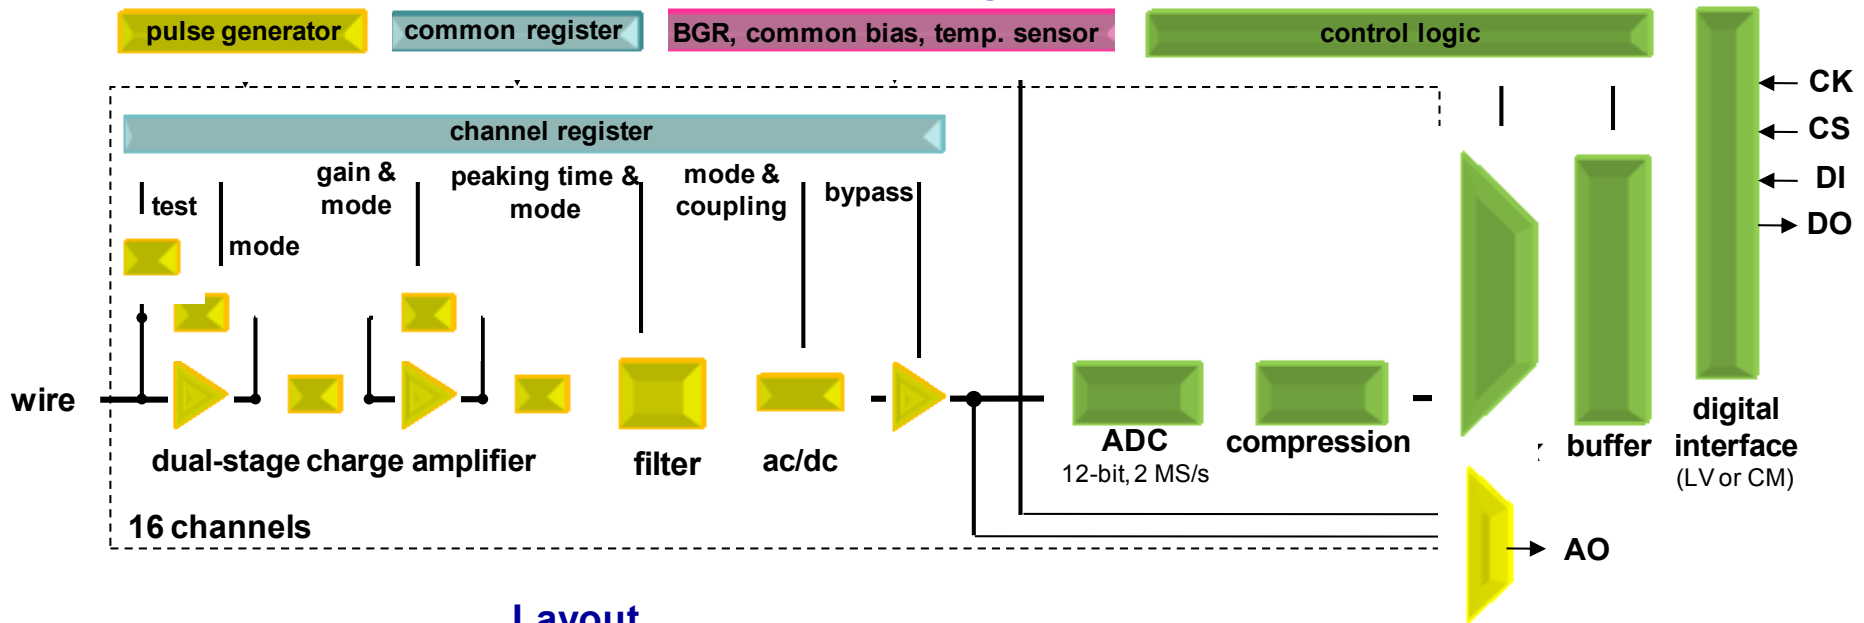 pulse generator
common register
BGR, common bias, temp. sensor
control logic
CK
CS
DI
DO
channel register
test
mode
gain &
mode
peaking time &
mode
mode &
coupling
bypass
wire
dual-stage charge amplifier
filter
ac/dc
ADC
12-bit, 2 MS/s
compression
buffer
digital
interface
(LV or CM)
16 channels
AO
Layout